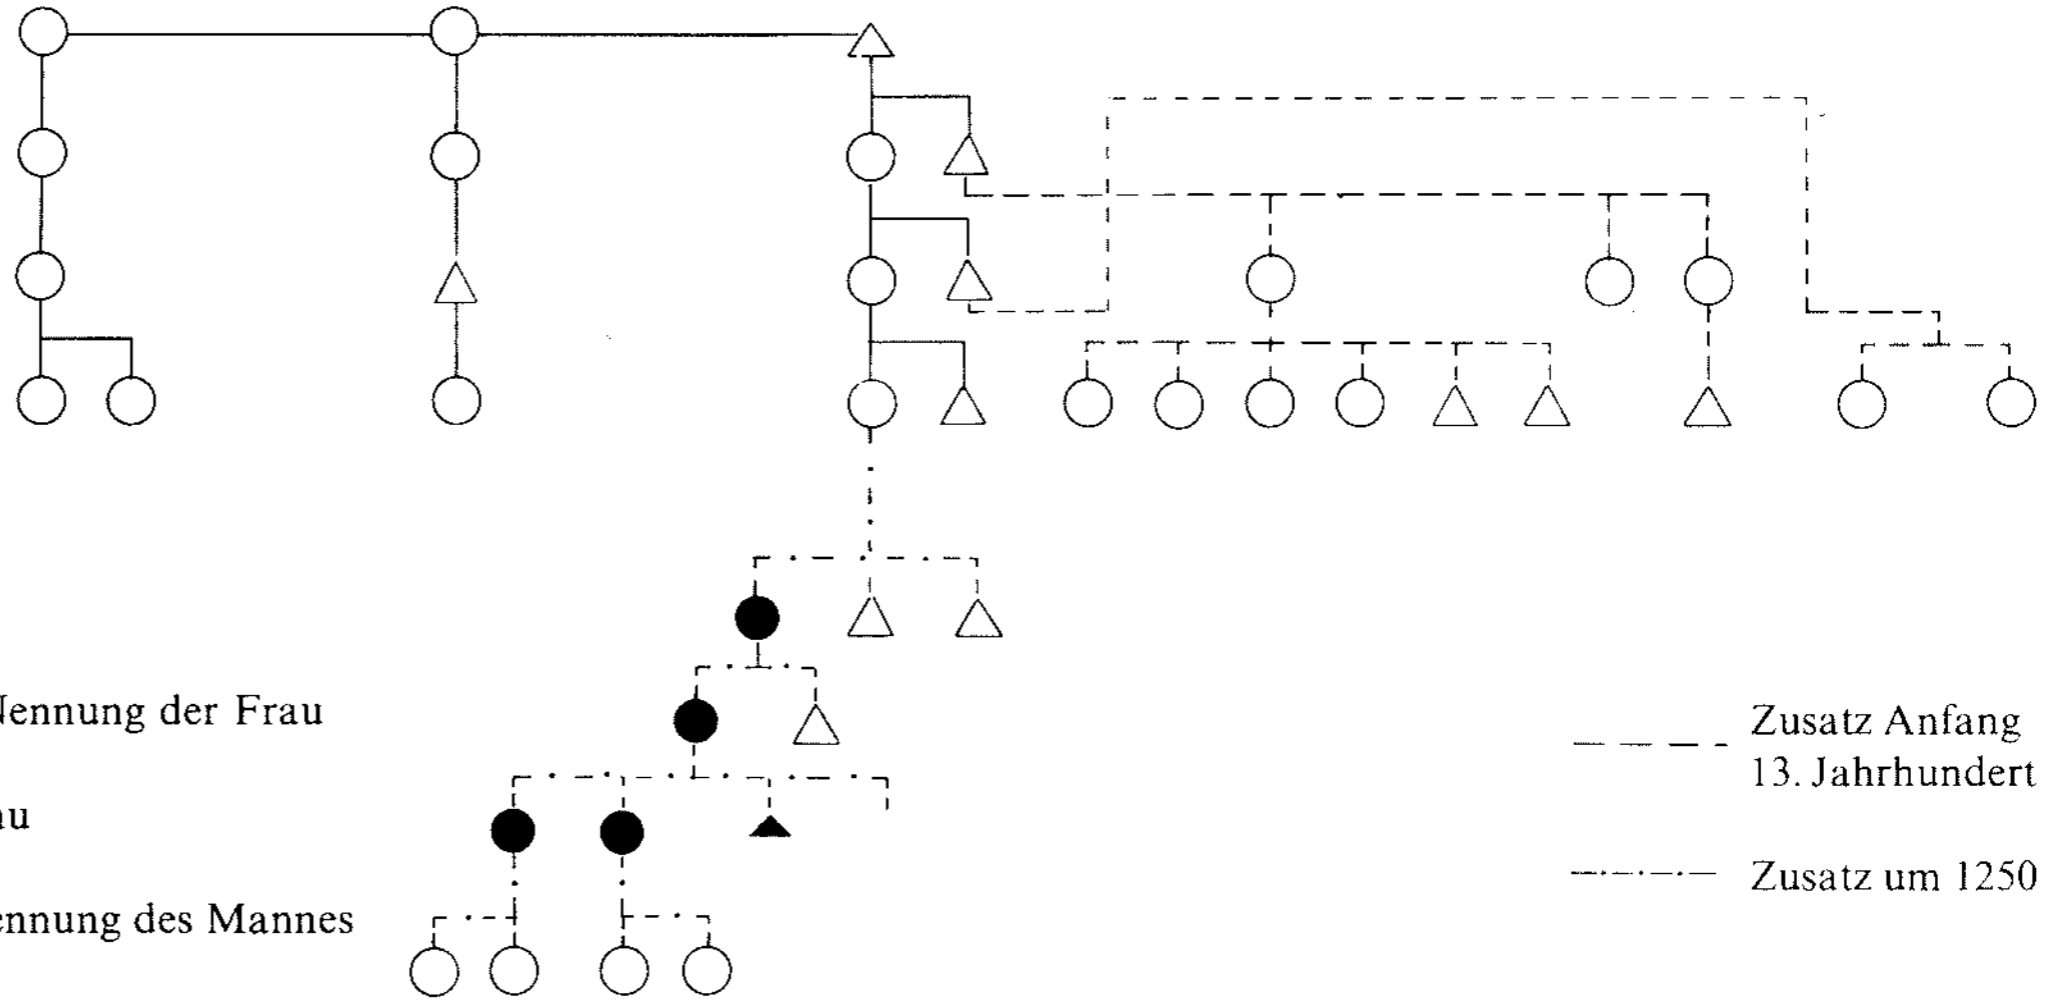 Nennung der Frau
au
ennung des Mannes
Zusatz Anfang
13. Jahrhundert
Zusatz um 1250